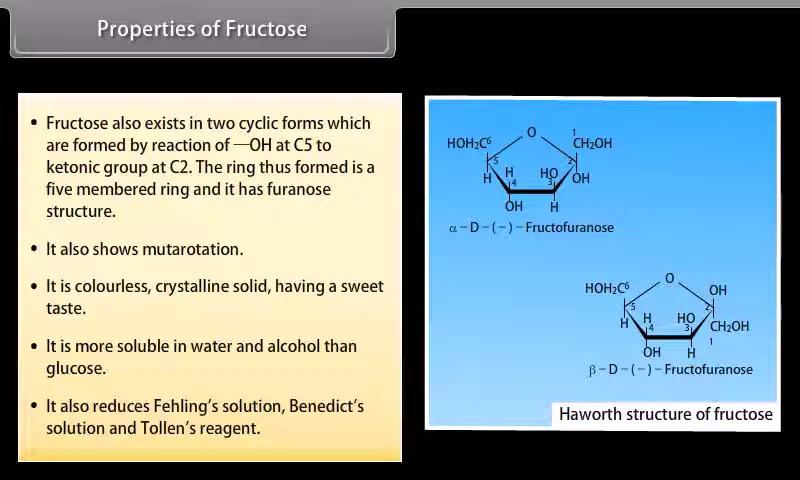 Properties of Fructose
• Fructose also exists in two cyclic forms which
are formed by reaction of —OH at C5 to
ketonic group at C2. The ring thus formed is a
five membered ring and it has furanose
structure.
• It also shows mutarotation.
• It is colourless, crystalline solid, having a sweet
taste.
• It is more soluble in water and alcohol than
glucose.
• It also reduces Fehling's solution, Benedict's
solution and Tollen's reagent.
O 1
HOH₂C⁶ CH₂OH
5 2
H H HO OH
4 3
OH H
α – D – ( – ) – Fructofuranose
O
HOH₂C⁶ OH
5 2
H H HO CH₂OH
4 3 1
OH H
β – D – ( – ) – Fructofuranose
Haworth structure of fructose